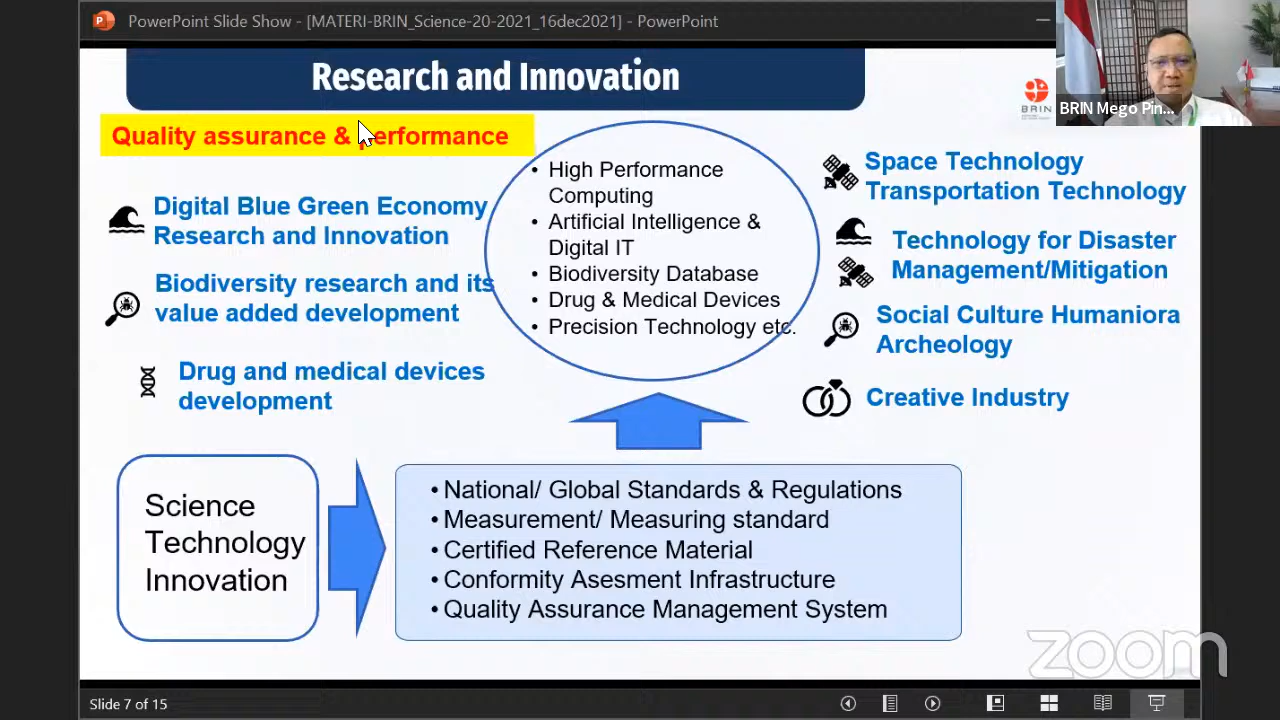 PowerPoint Slide Show - [MATERI-BRIN_Science-20-2021_16dec2021] - PowerPoint
Research and Innovation
BRIN
BRIN Mego Pin...
Quality assurance & performance
Digital Blue Green Economy
Research and Innovation
Biodiversity research and its
value added development
Drug and medical devices
development
• High Performance
Computing
• Artificial Intelligence &
Digital IT
• Biodiversity Database
• Drug & Medical Devices
• Precision Technology etc.
Space Technology
Transportation Technology
Technology for Disaster
Management/Mitigation
Social Culture Humaniora
Archeology
Creative Industry
Science
Technology
Innovation
• National/ Global Standards & Regulations
• Measurement/ Measuring standard
• Certified Reference Material
• Conformity Asesment Infrastructure
• Quality Assurance Management System
zoom
Slide 7 of 15